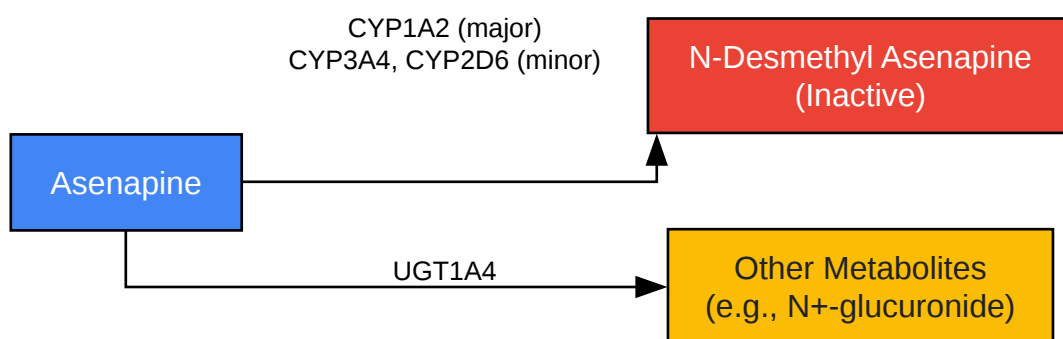 CYP1A2 (major)
CYP3A4, CYP2D6 (minor)
N-Desmethyl Asenapine
(Inactive)
Asenapine
UGT1A4
Other Metabolites
(e.g., N+-glucuronide)